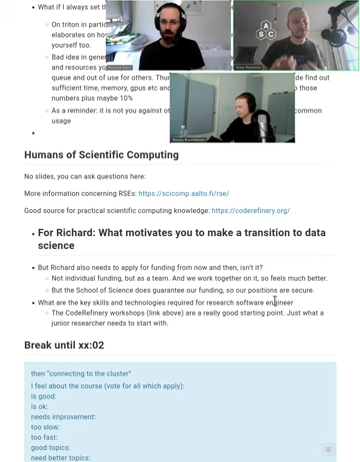 What if I always set th
On triton in partic
elaborates on ho
yourself too.
Bad idea in gener
and resources yo
queue and out of use for others. Thu
de find out
sufficient time, memory, gpus etc an
o those
numbers plus maybe 10%
As a reminder: it is not you against ot
common
usage
Humans of Scientific Computing
No slides, you can ask questions here:
More information concerning RSEs: https://scicomp.aalto.fi/rse/
Good source for practical scientific computing knowledge: https://coderefinery.org/
For Richard: What motivates you to make a transition to data
science
But Richard also needs to apply for funding from now and then, isn't it?
Not individual funding, but as a team. And we work together on it, so feels much better.
But the School of Science does guarantee our funding, so our positions are secure.
What are the key skills and technologies required for research software engineer
The CodeRefinery workshops (link above) are a really good starting point. Just what a
junior researcher needs to start with.
Break until xx:02
then "connecting to the cluster"
I feel about the course (vote for all which apply):
is good:
is ok:
needs improvement:
too slow:
too fast:
good topics:
need better topics: